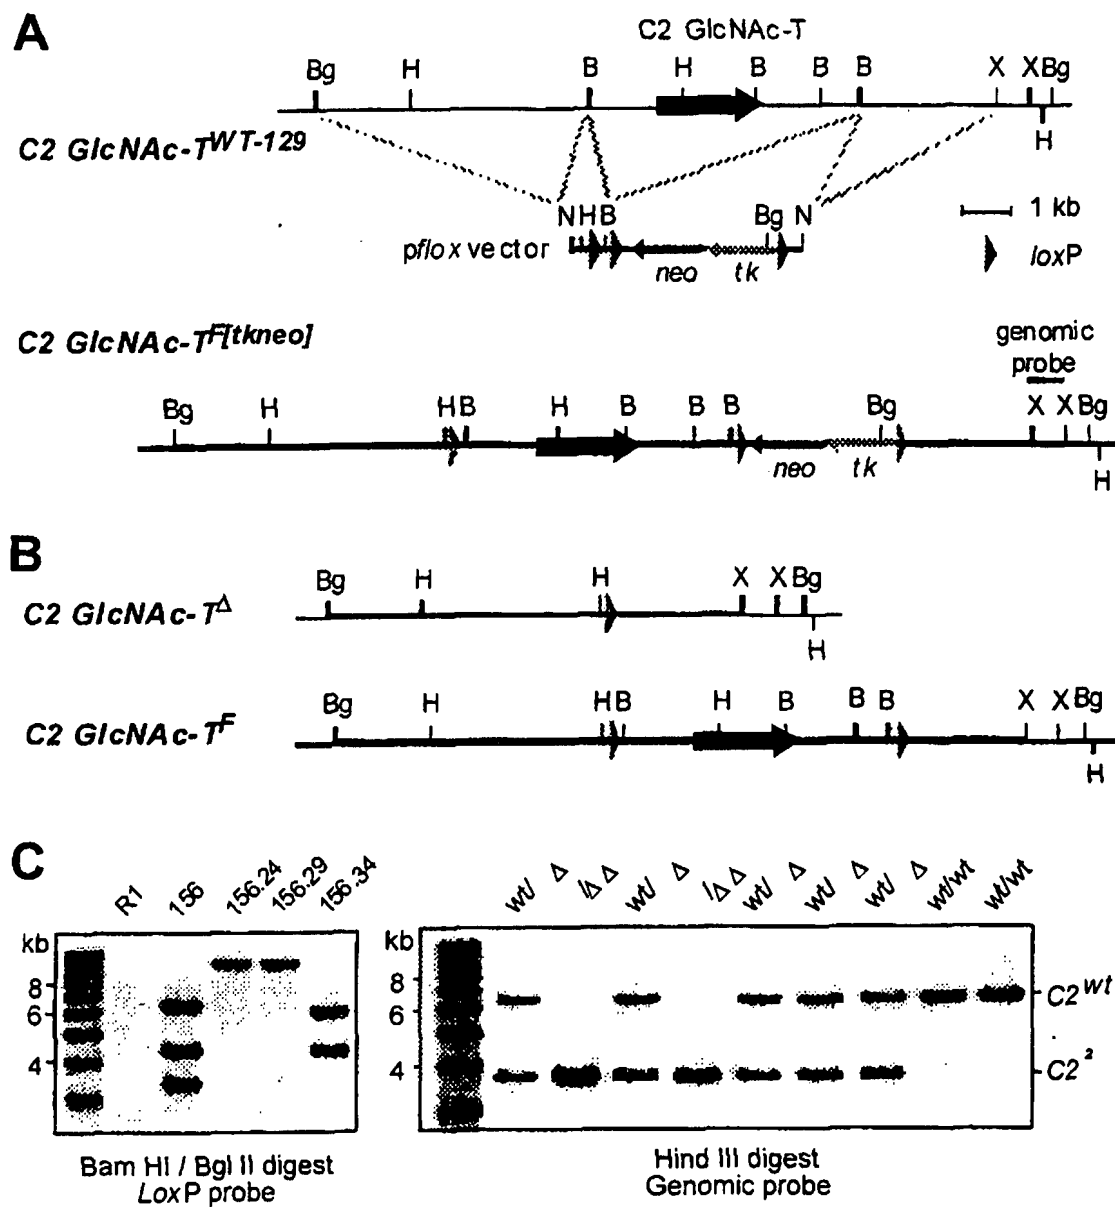 A
C2 GlcNAc-T
Bg H B H B B B X X Bg
H
C2 GlcNAc-TWT-129
N H B Bg N
1 kb
pflox vector
neo tk
loxP
C2 GlcNAc-TF[tkneo]
genomic
probe
Bg H H B H B B B Bg X X Bg
neo tk
H
B
Bg H H X X Bg
C2 GlcNAc-TΔ
H
Bg H H B H B B B X X Bg
C2 GlcNAc-TF
H
C
R1 156 156.24 156.29 156.34
wt/ Δ /ΔΔ wt/ Δ /ΔΔ wt/ Δ wt/ Δ wt/ Δ wt/wt wt/wt
kb
8
6
4
kb
8
6
4
C2wt
C2²
Bam HI / Bgl II digest
LoxP probe
Hind III digest
Genomic probe